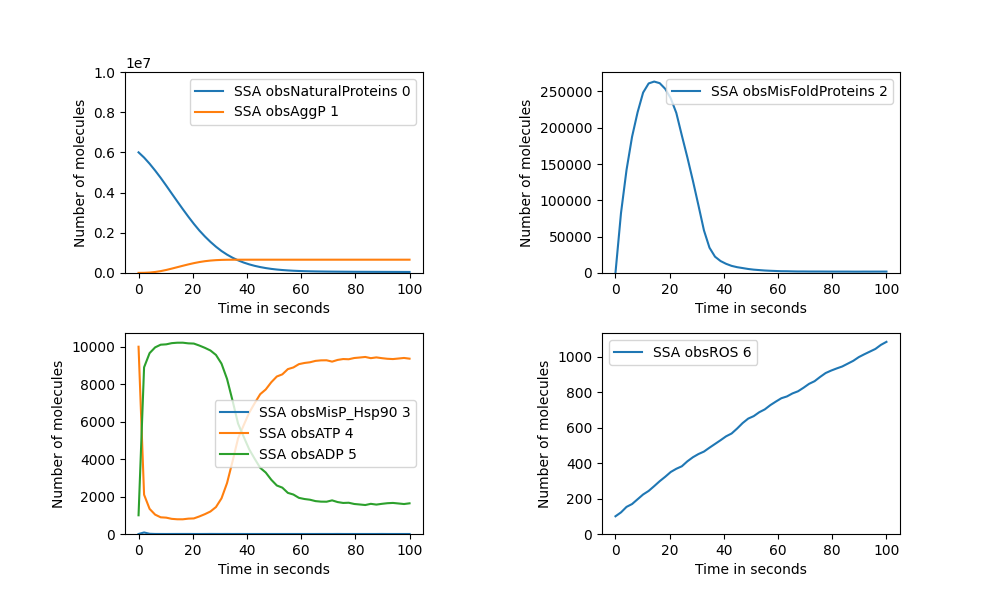 1e7
1.0
0.8
0.6
0.4
0.2
0.0
Number of molecules
SSA obsNaturalProteins 0
SSA obsAggP 1
0 20 40 60 80 100
Time in seconds
250000
200000
150000
100000
50000
0
Number of molecules
SSA obsMisFoldProteins 2
0 20 40 60 80 100
Time in seconds
10000
8000
6000
4000
2000
0
Number of molecules
SSA obsMisP_Hsp90 3
SSA obsATP 4
SSA obsADP 5
0 20 40 60 80 100
Time in seconds
1000
800
600
400
200
0
Number of molecules
SSA obsROS 6
0 20 40 60 80 100
Time in seconds